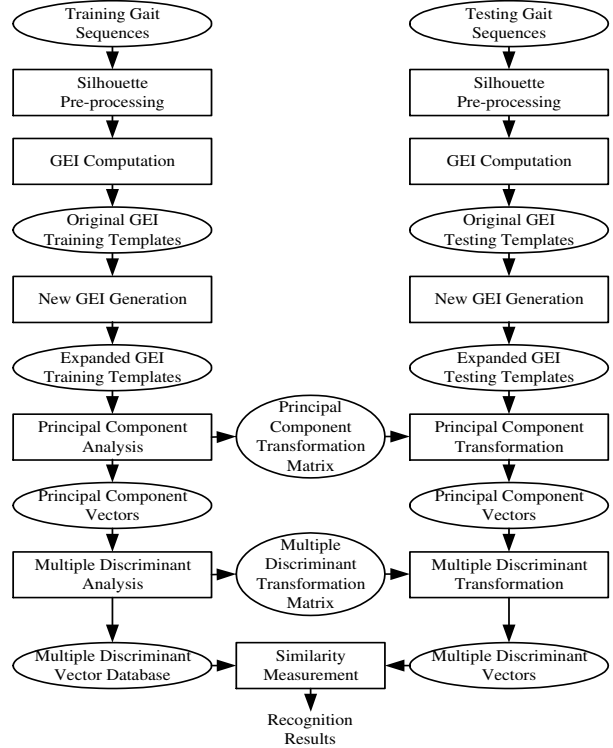 Training Gait
Sequences
Testing Gait
Sequences
Silhouette
Pre-processing
Silhouette
Pre-processing
GEI Computation
GEI Computation
Original GEI
Training Templates
Original GEI
Testing Templates
New GEI Generation
New GEI Generation
Expanded GEI
Training Templates
Expanded GEI
Testing Templates
Principal Component
Analysis
Principal
Component
Transformation
Matrix
Principal Component
Transformation
Principal Component
Vectors
Principal Component
Vectors
Multiple Discriminant
Analysis
Multiple
Discriminant
Transformation
Matrix
Multiple Discriminant
Transformation
Multiple Discriminant
Vector Database
Similarity
Measurement
Multiple Discriminant
Vectors
Recognition
Results